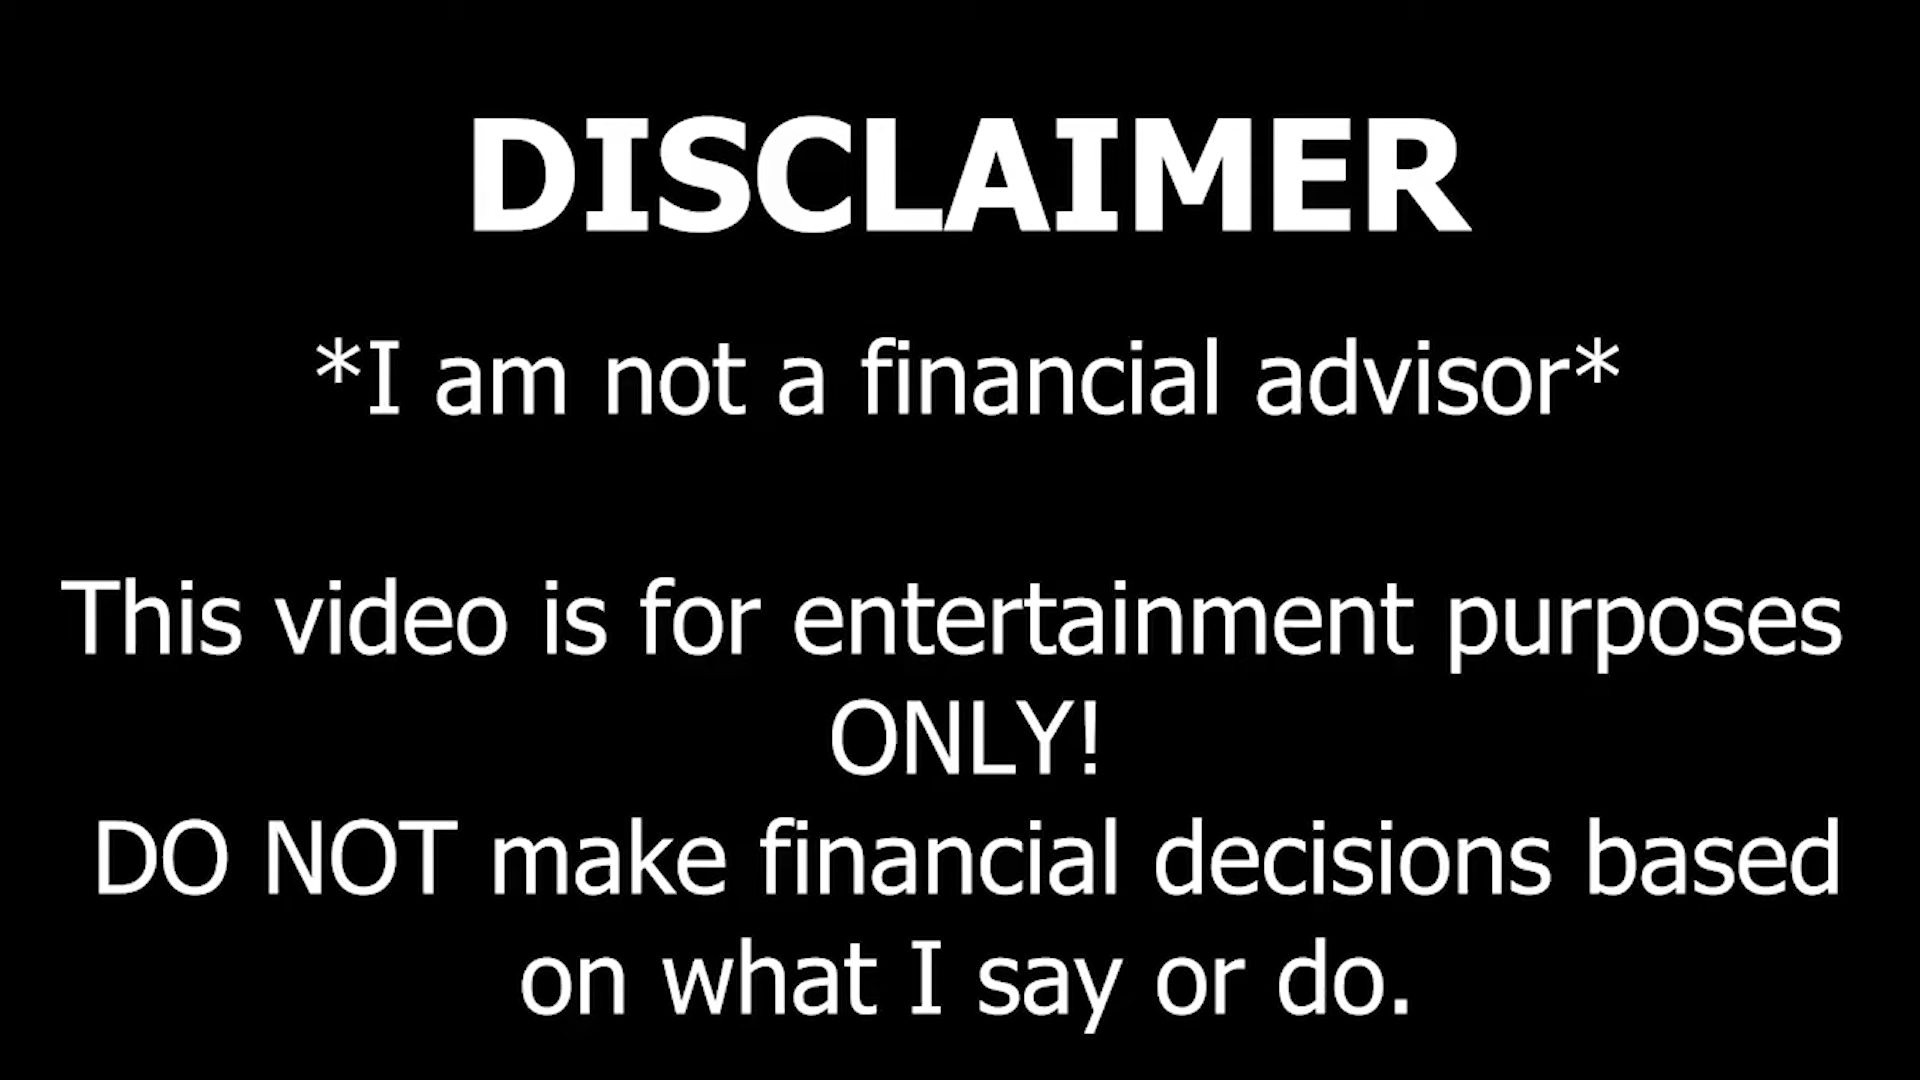 DISCLAIMER
*I am not a financial advisor*
This video is for entertainment purposes
ONLY!
DO NOT make financial decisions based
on what I say or do.